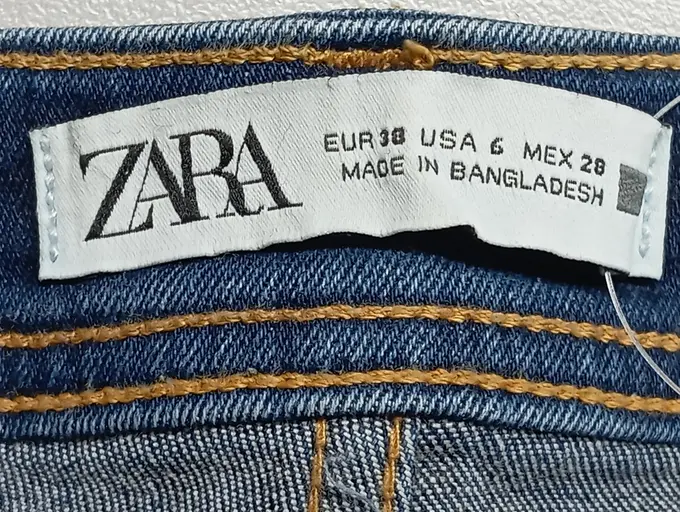 ZARA
EUR 38 USA 6 MEX 28
MADE IN BANGLADESH